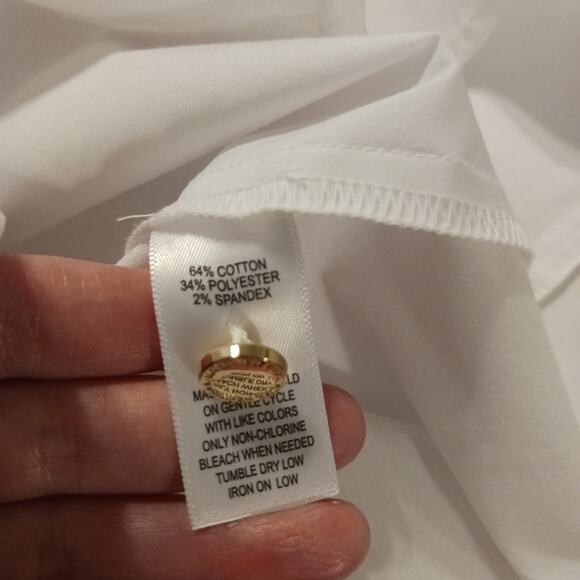 64% COTTON
34% POLYESTER
2% SPANDEX
ON GENTLE CYCLE
WITH LIKE COLORS
ONLY NON-CHLORINE
BLEACH WHEN NEEDED
TUMBLE DRY LOW
IRON ON LOW